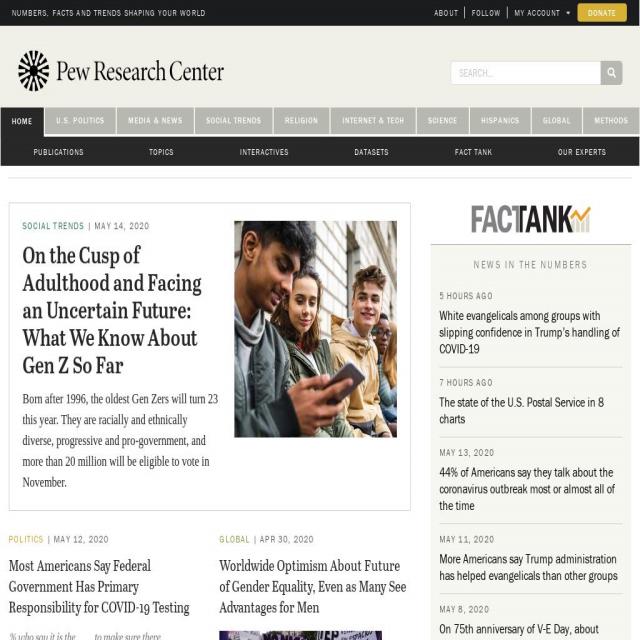 NUMBERS, FACTS AND TRENDS SHAPING YOUR WORLD
ABOUT | FOLLOW | MY ACCOUNT DONATE
Pew Research Center
SEARCH...
HOME U.S. POLITICS MEDIA & NEWS SOCIAL TRENDS RELIGION INTERNET & TECH SCIENCE HISPANICS GLOBAL METHODS
PUBLICATIONS TOPICS INTERACTIVES DATASETS FACT TANK OUR EXPERTS
SOCIAL TRENDS | MAY 14, 2020
On the Cusp of
Adulthood and Facing
an Uncertain Future:
What We Know About
Gen Z So Far
Born after 1996, the oldest Gen Zers will turn 23
this year. They are racially and ethnically
diverse, progressive and pro-government, and
more than 20 million will be eligible to vote in
November.
POLITICS | MAY 12, 2020
Most Americans Say Federal
Government Has Primary
Responsibility for COVID-19 Testing
% who say it is the to make sure there
GLOBAL | APR 30, 2020
Worldwide Optimism About Future
of Gender Equality, Even as Many See
Advantages for Men
FACTANK
NEWS IN THE NUMBERS
5 HOURS AGO
White evangelicals among groups with
slipping confidence in Trump's handling of
COVID-19
7 HOURS AGO
The state of the U.S. Postal Service in 8
charts
MAY 13, 2020
44% of Americans say they talk about the
coronavirus outbreak most or almost all of
the time
MAY 11, 2020
More Americans say Trump administration
has helped evangelicals than other groups
MAY 8, 2020
On 75th anniversary of V-E Day, about